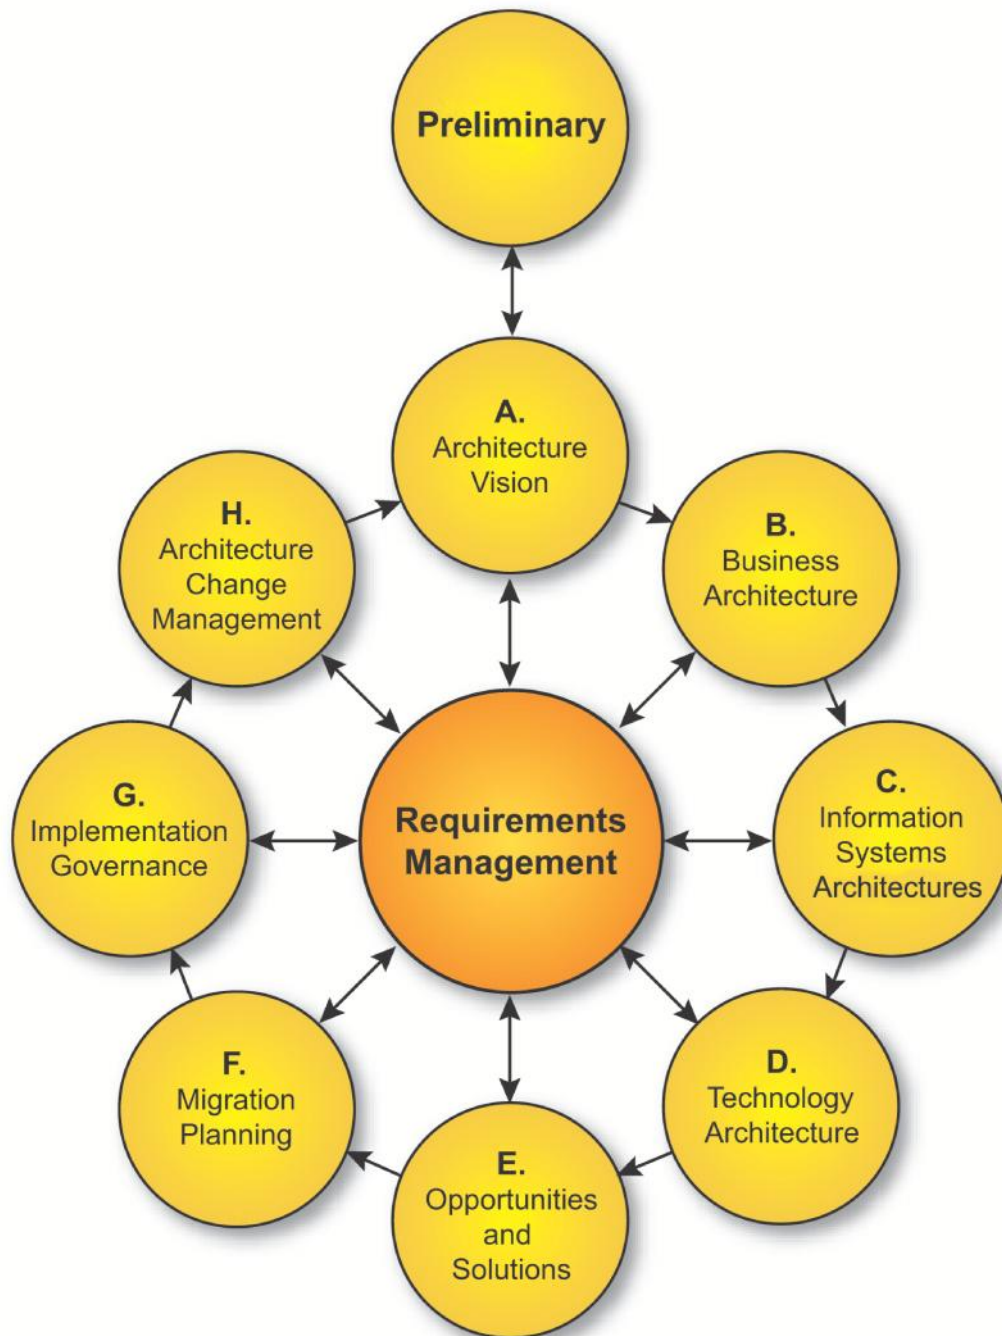 Preliminary
A.
Architecture
Vision
B.
Business
Architecture
C.
Information
Systems
Architectures
D.
Technology
Architecture
E.
Opportunities
and
Solutions
F.
Migration
Planning
G.
Implementation
Governance
H.
Architecture
Change
Management
Requirements
Management